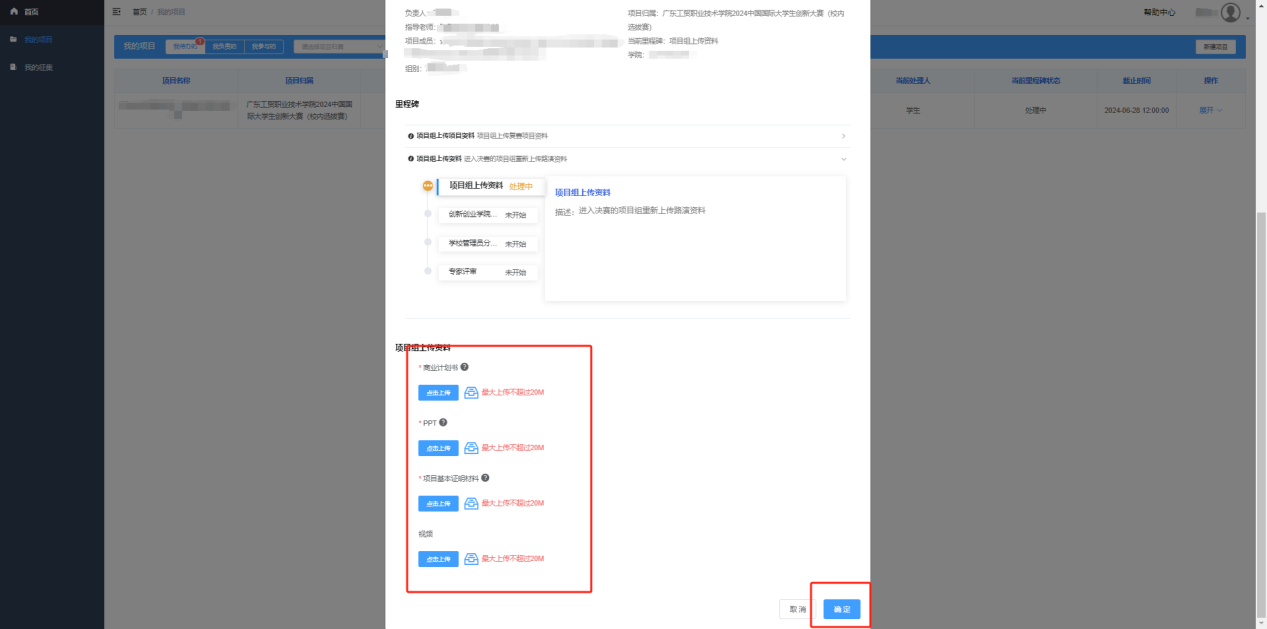 首页
首页 / 我的项目
帮助中心
我的项目
我的征集
我的项目 我待办的 1 我负责的 我参与的
新建项目
项目名称 项目归属 当前处理人 当前里程碑状态 截止时间 操作
广东工贸职业技术学院2024中国国
际大学生创新大赛（校内选拔赛）
学生 处理中 2024-06-28 12:00:00 展开
负责人:
指导老师:
项目成员:
组别:
项目归属: 广东工贸职业技术学院2024中国国际大学生创新大赛（校内
选拔赛）
当前里程碑: 项目组上传资料
学院:
里程碑
项目组上传项目资料 项目组上传复赛项目资料
项目组上传资料 进入决赛的项目组重新上传路演资料
项目组上传资料 处理中
创新创业学院... 未开始
学校管理员分... 未开始
专家评审 未开始
项目组上传资料
描述: 进入决赛的项目组重新上传路演资料
项目组上传资料
* 商业计划书
点击上传 最大上传不超过20M
* PPT
点击上传 最大上传不超过20M
* 项目基本证明材料
点击上传 最大上传不超过20M
视频
点击上传 最大上传不超过20M
取消 确定